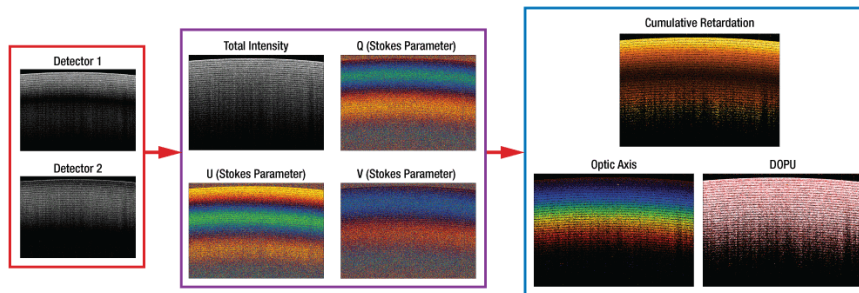 Detector 1
Detector 2
Total Intensity
Q (Stokes Parameter)
U (Stokes Parameter)
V (Stokes Parameter)
Cumulative Retardation
Optic Axis
DOPU